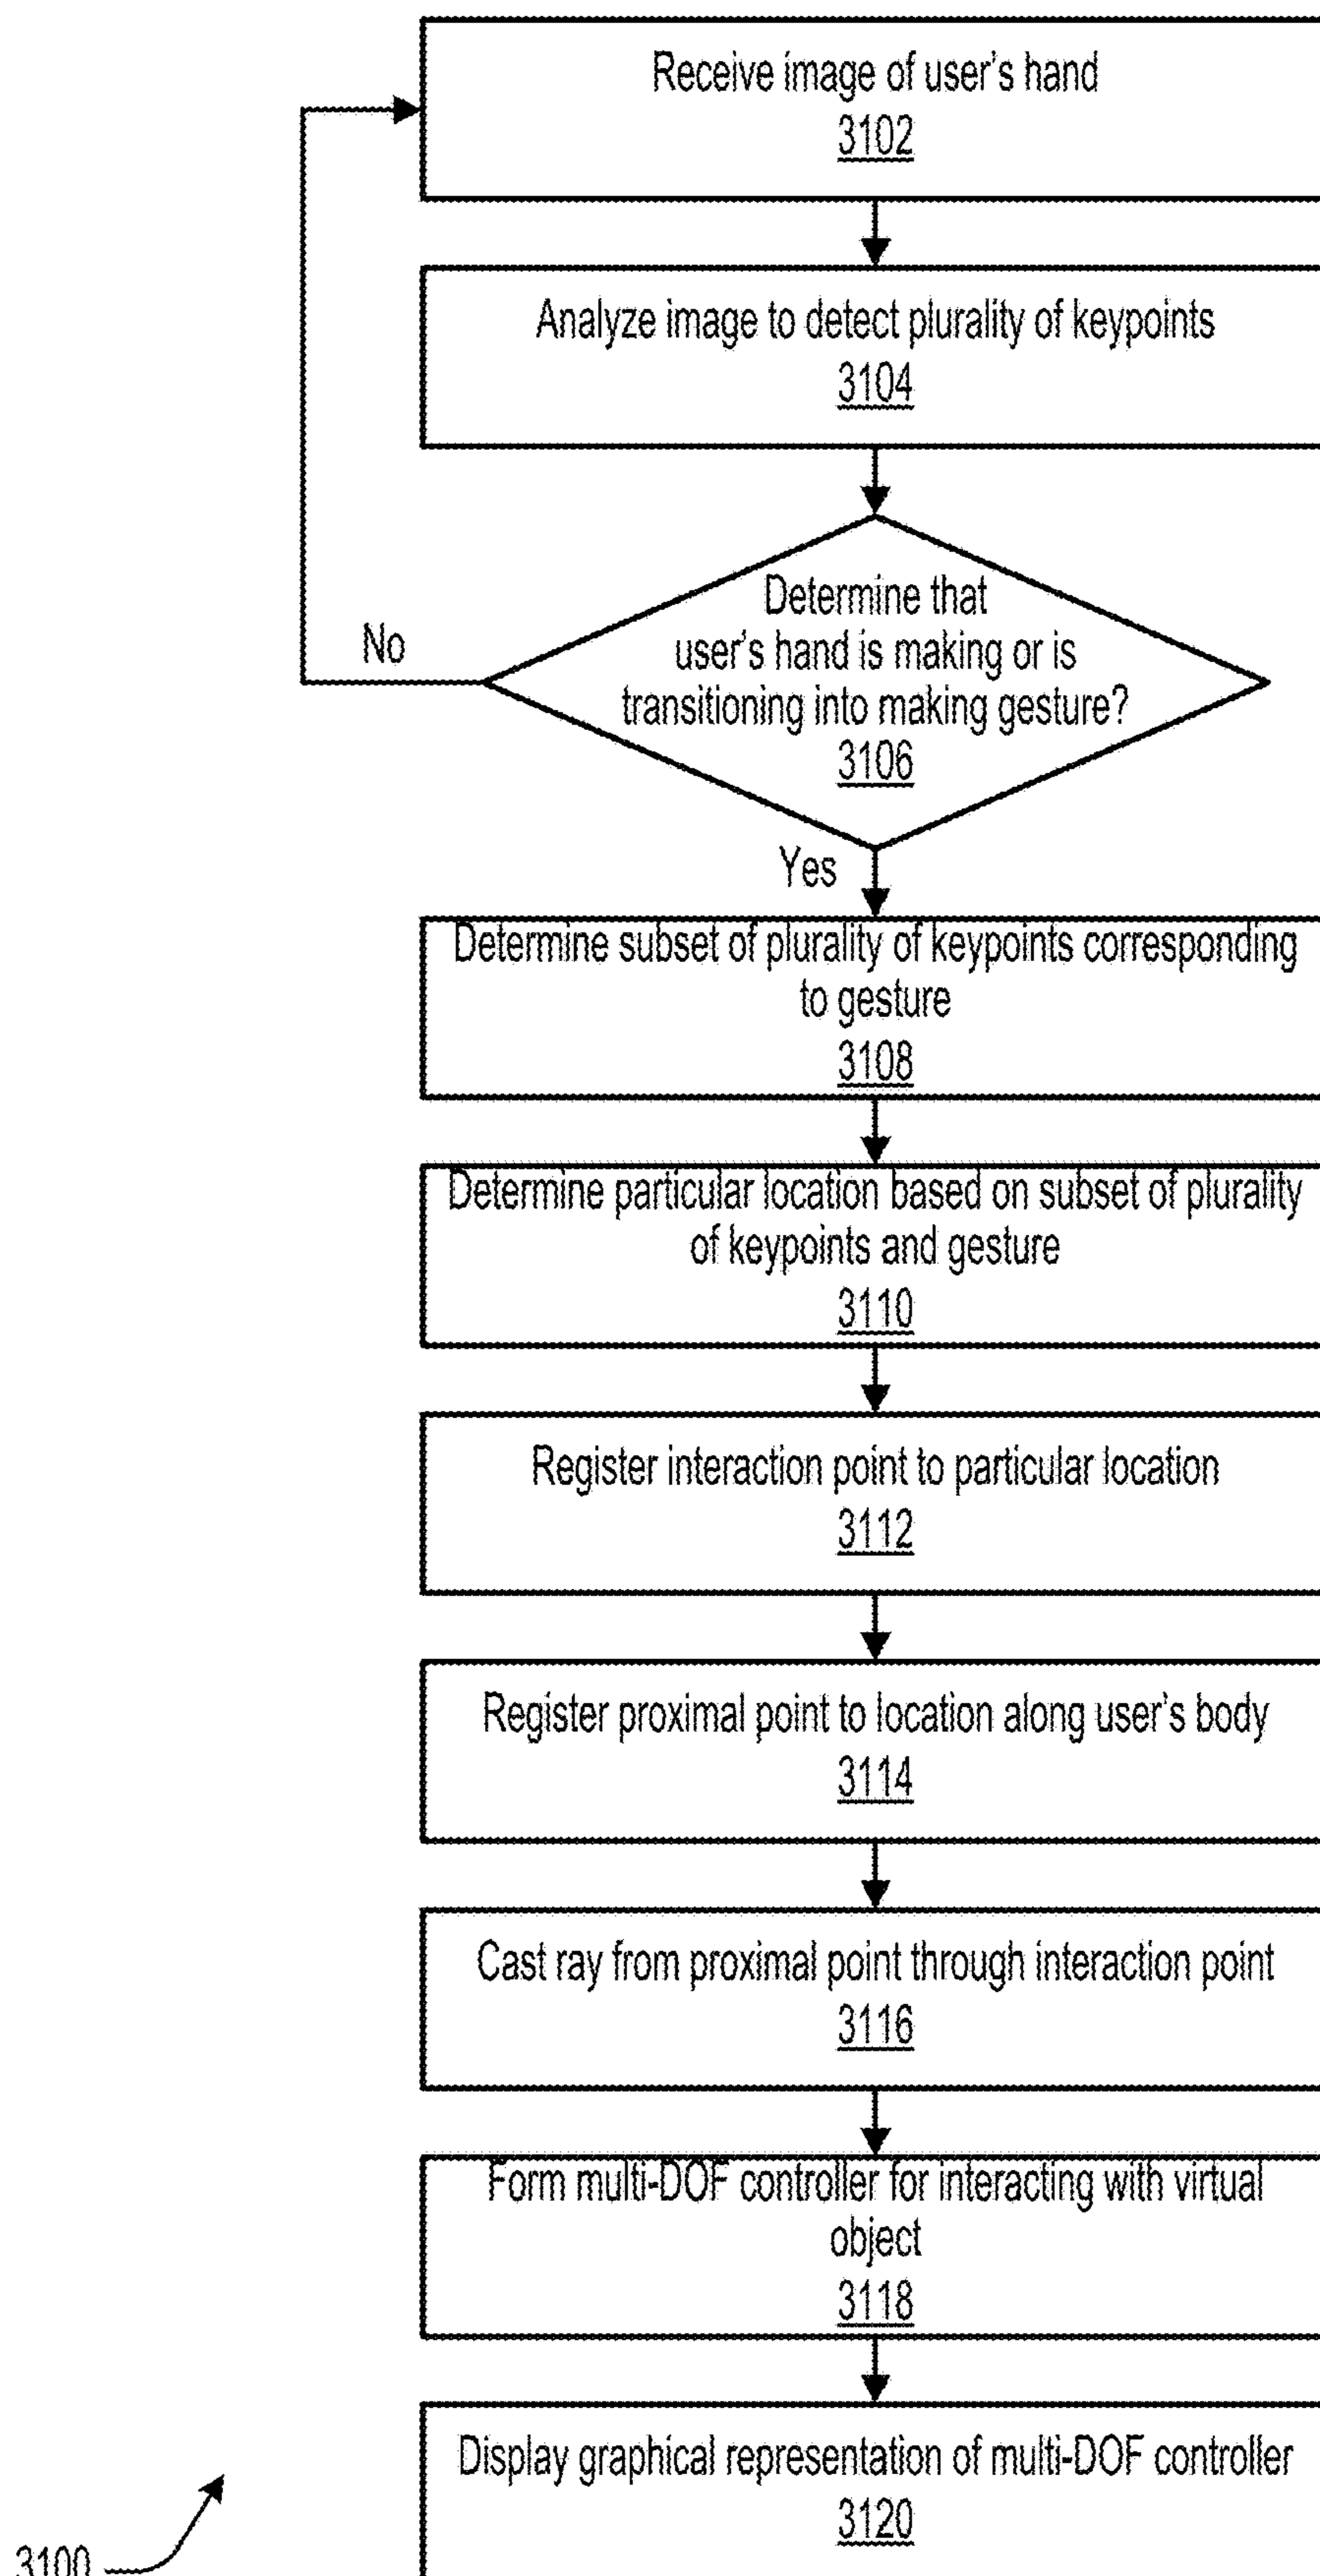 Receive image of user's hand
3102
Analyze image to detect plurality of keypoints
3104
Determine that
user's hand is making or is
transitioning into making gesture?
3106
No
Yes
Determine subset of plurality of keypoints corresponding
to gesture
3108
Determine particular location based on subset of plurality
of keypoints and gesture
3110
Register interaction point to particular location
3112
Register proximal point to location along user's body
3114
Cast ray from proximal point through interaction point
3116
Form multi-DOF controller for interacting with virtual
object
3118
Display graphical representation of multi-DOF controller
3120
3100